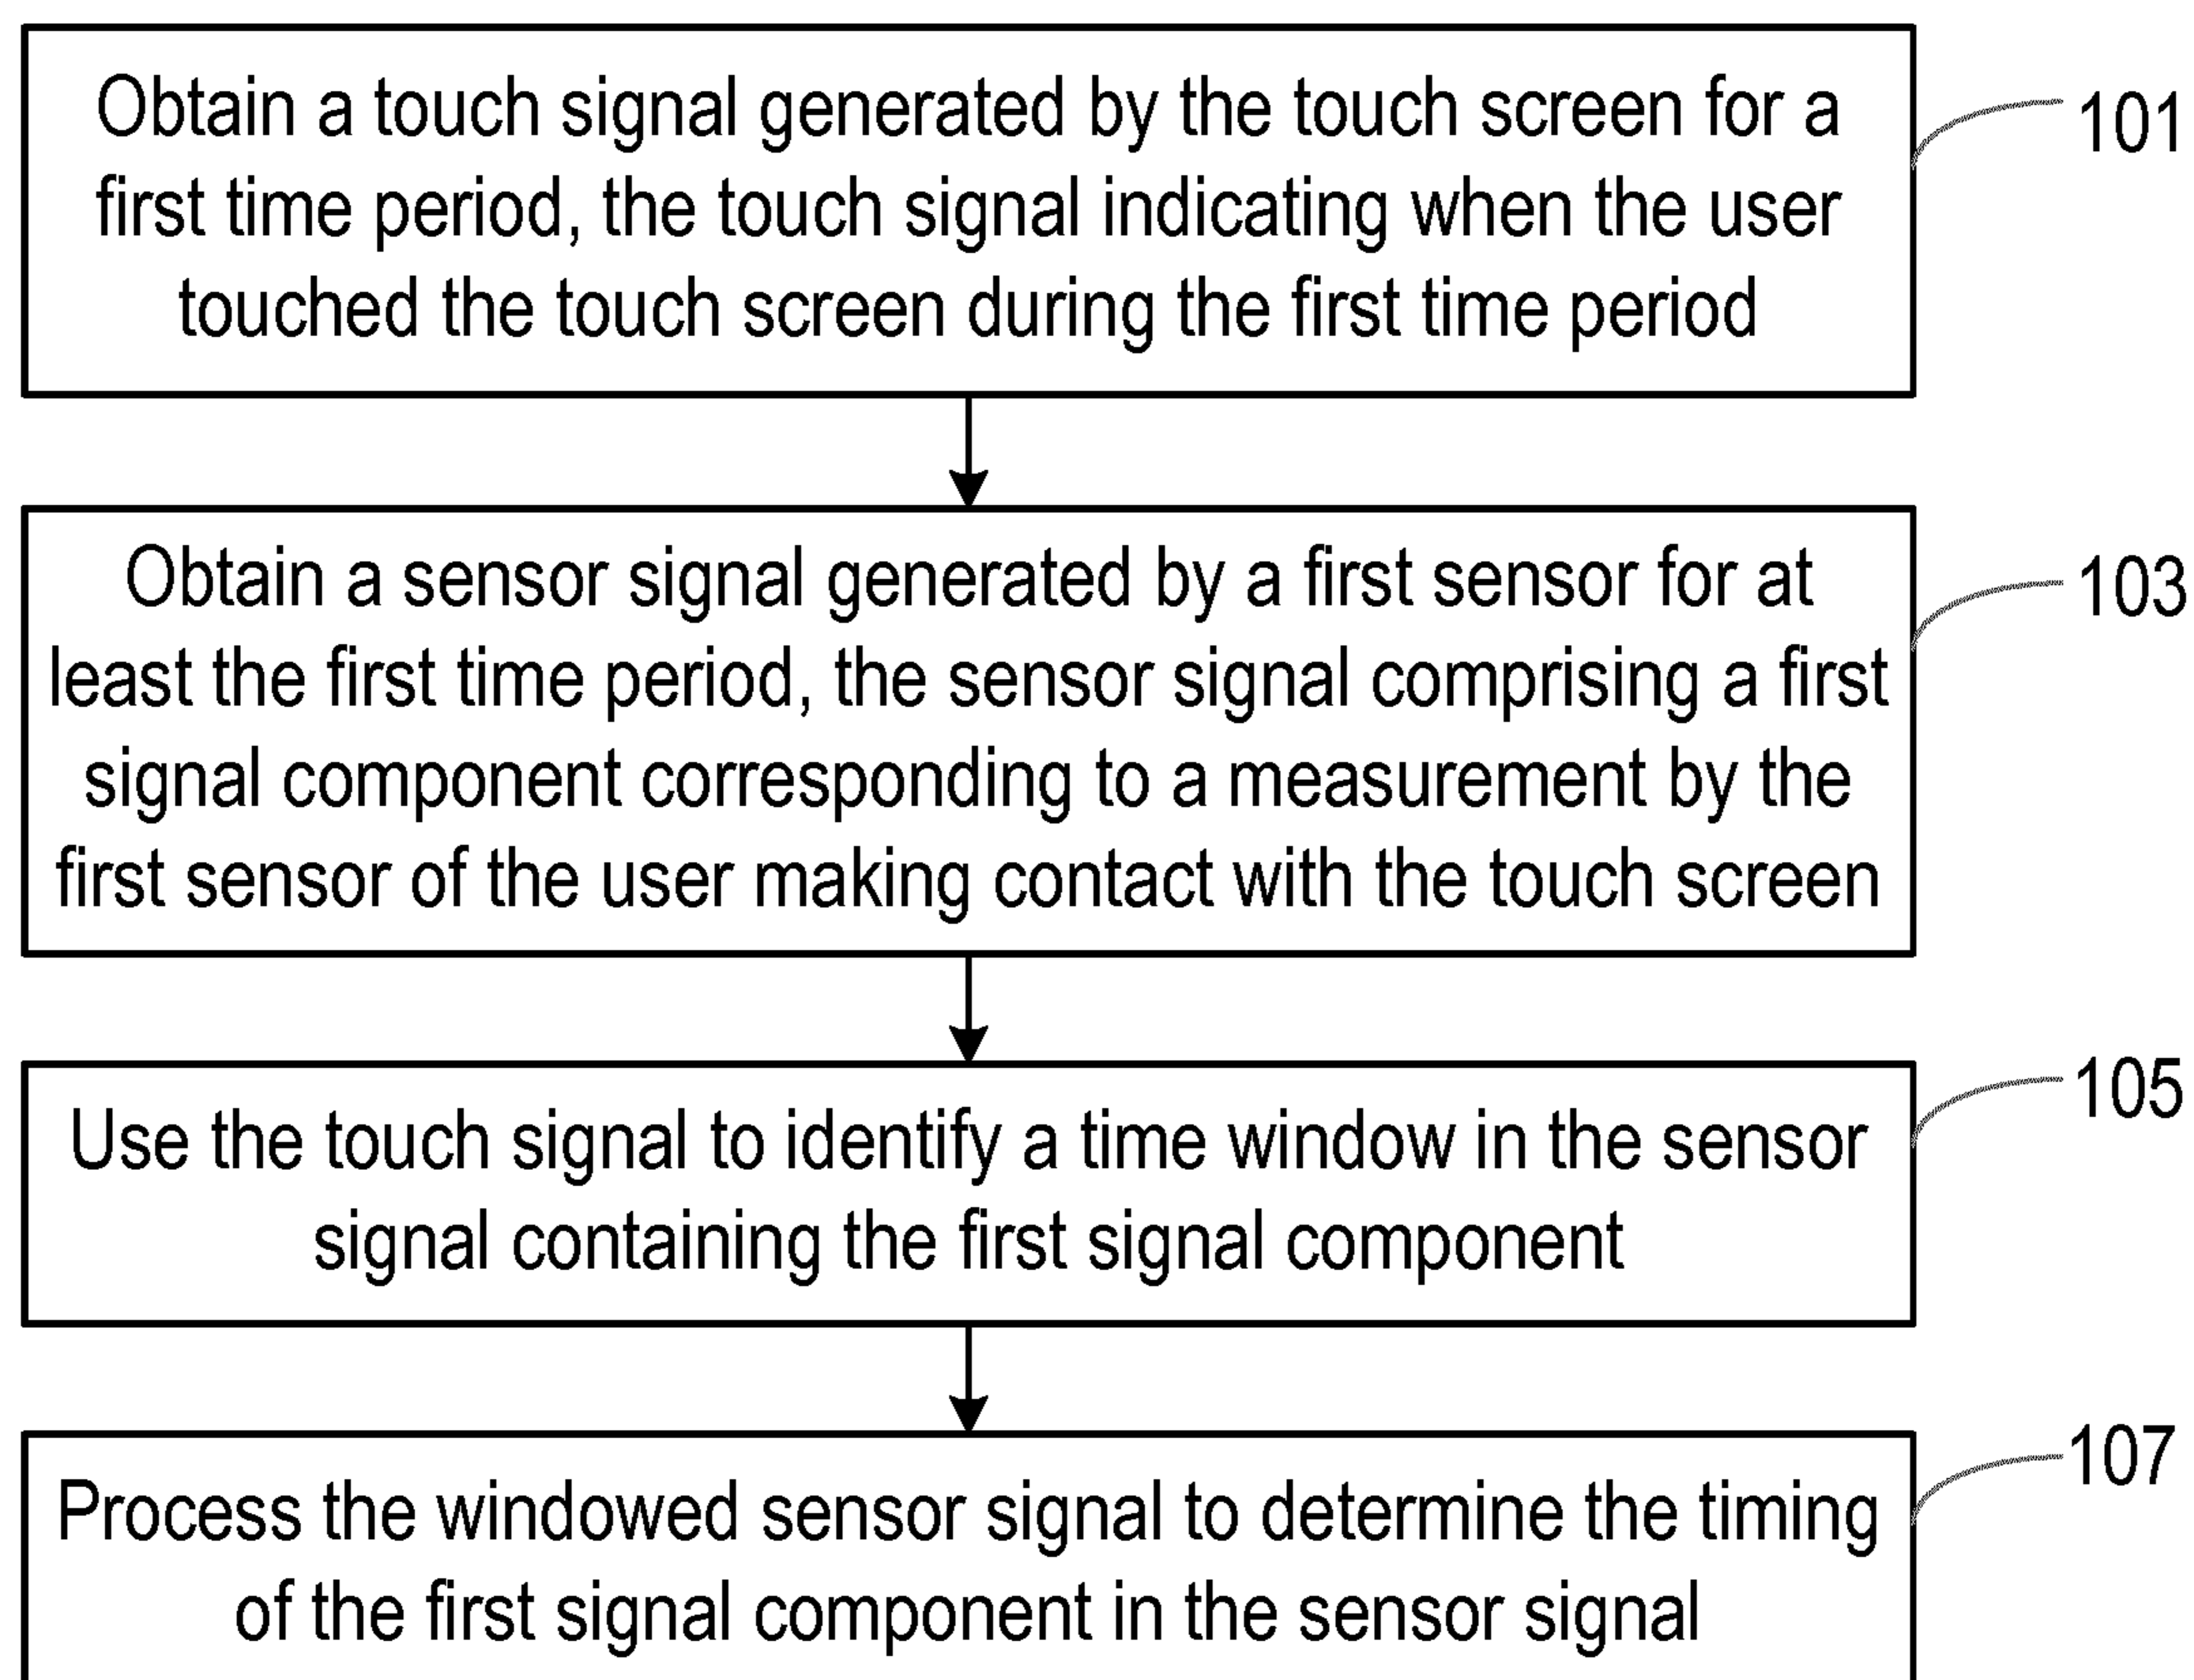 Obtain a touch signal generated by the touch screen for a
first time period, the touch signal indicating when the user
touched the touch screen during the first time period
101
Obtain a sensor signal generated by a first sensor for at
least the first time period, the sensor signal comprising a first
signal component corresponding to a measurement by the
first sensor of the user making contact with the touch screen
103
Use the touch signal to identify a time window in the sensor
signal containing the first signal component
105
Process the windowed sensor signal to determine the timing
of the first signal component in the sensor signal
107